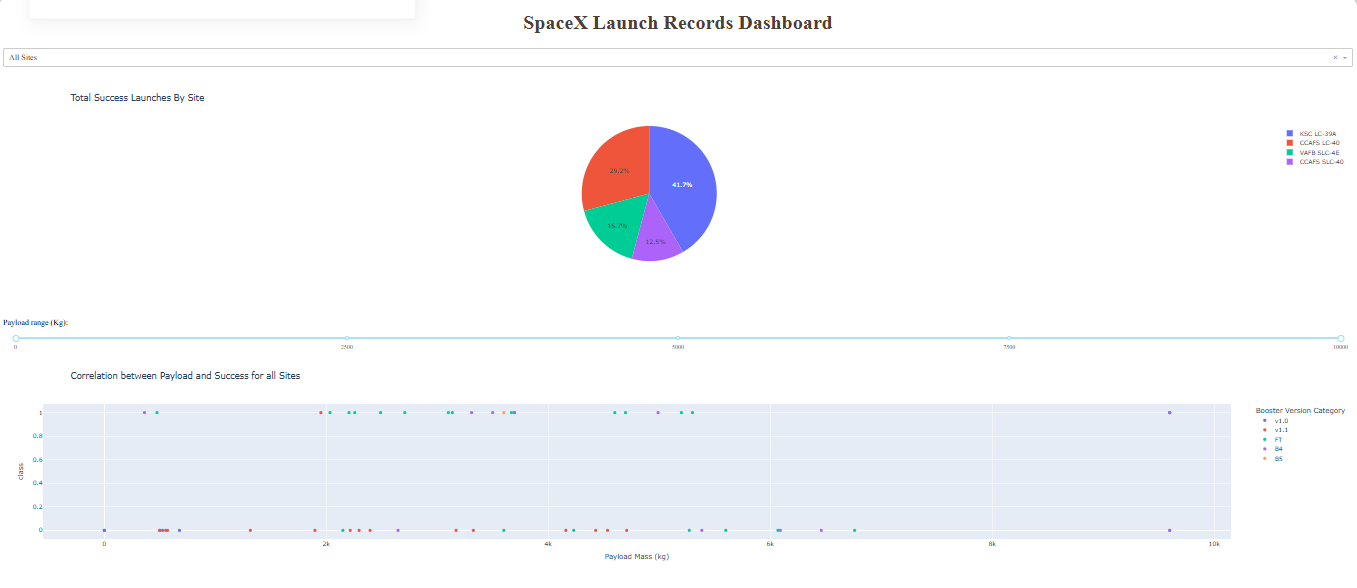 SpaceX Launch Records Dashboard
All Sites
×
Total Success Launches By Site
KSC LC-39A
CCAFS LC-40
VAFB SLC-4E
CCAFS SLC-40
29.2%
41.7%
16.7%
12.5%
Payload range (Kg):
0 2500 5000 7500 10000
Correlation between Payload and Success for all Sites
Booster Version Category
v1.0
v1.1
FT
B4
B5
class
1
0.8
0.6
0.4
0.2
0
0 2k 4k 6k 8k 10k
Payload Mass (kg)